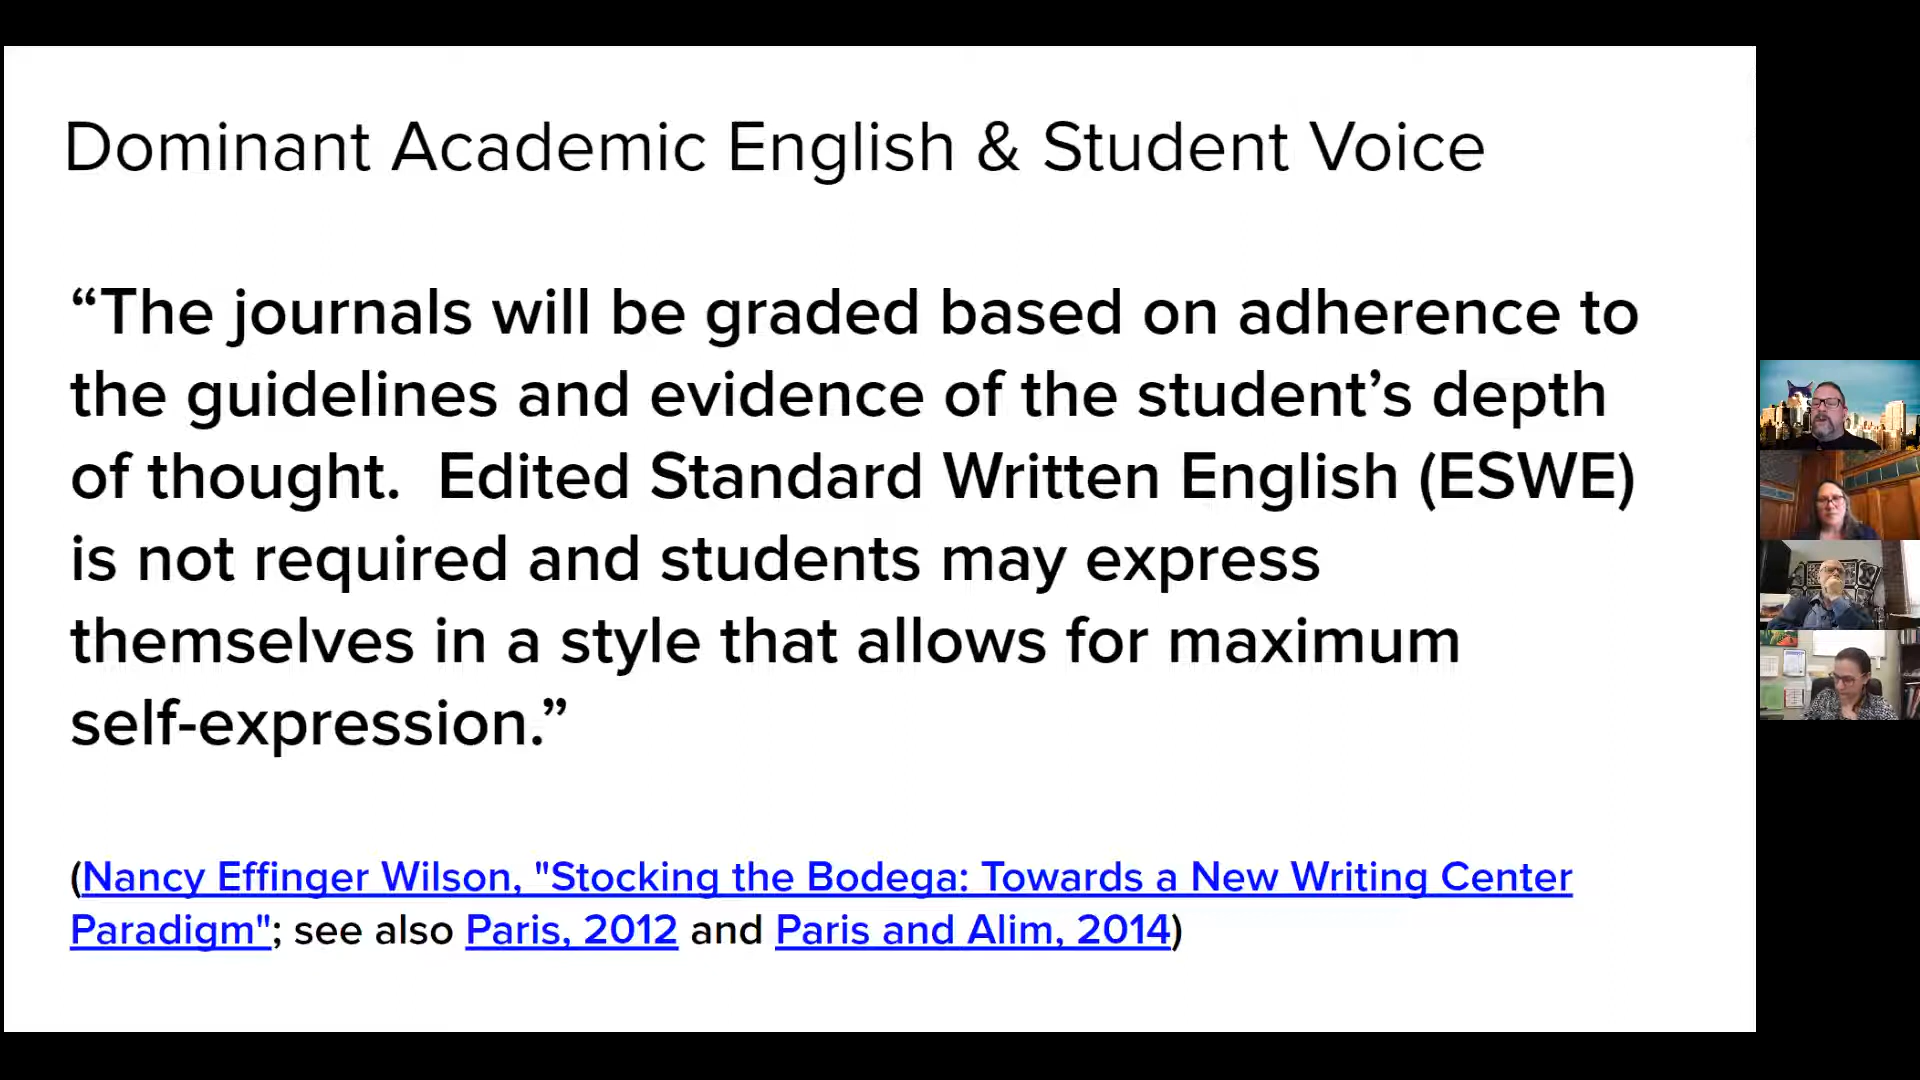 Dominant Academic English & Student Voice
“The journals will be graded based on adherence to
the guidelines and evidence of the student’s depth
of thought.  Edited Standard Written English (ESWE)
is not required and students may express
themselves in a style that allows for maximum
self-expression.”
(Nancy Effinger Wilson, "Stocking the Bodega: Towards a New Writing Center
Paradigm"; see also Paris, 2012 and Paris and Alim, 2014)